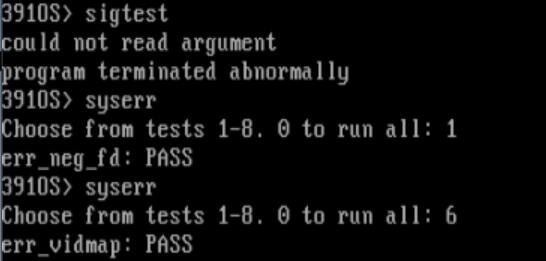 391OS> sigtest
could not read argument
program terminated abnormally
391OS> syserr
Choose from tests 1-8. 0 to run all: 1
err_neg_fd: PASS
391OS> syserr
Choose from tests 1-8. 0 to run all: 6
err_vidmap: PASS